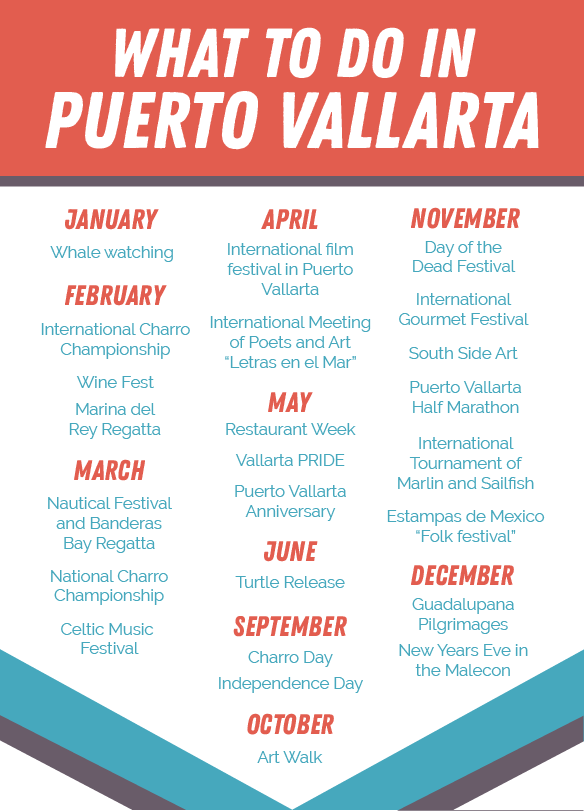 WHAT TO DO IN
PUERTO VALLARTA
JANUARY
Whale watching
FEBRUARY
International Charro
Championship
Wine Fest
Marina del
Rey Regatta
MARCH
Nautical Festival
and Banderas
Bay Regatta
National Charro
Championship
Celtic Music
Festival
APRIL
International film
festival in Puerto
Vallarta
International Meeting
of Poets and Art
“Letras en el Mar”
MAY
Restaurant Week
Vallarta PRIDE
Puerto Vallarta
Anniversary
JUNE
Turtle Release
SEPTEMBER
Charro Day
Independence Day
OCTOBER
Art Walk
NOVEMBER
Day of the
Dead Festival
International
Gourmet Festival
South Side Art
Puerto Vallarta
Half Marathon
International
Tournament of
Marlin and Sailfish
Estampas de Mexico
“Folk festival”
DECEMBER
Guadalupana
Pilgrimages
New Years Eve in
the Malecon